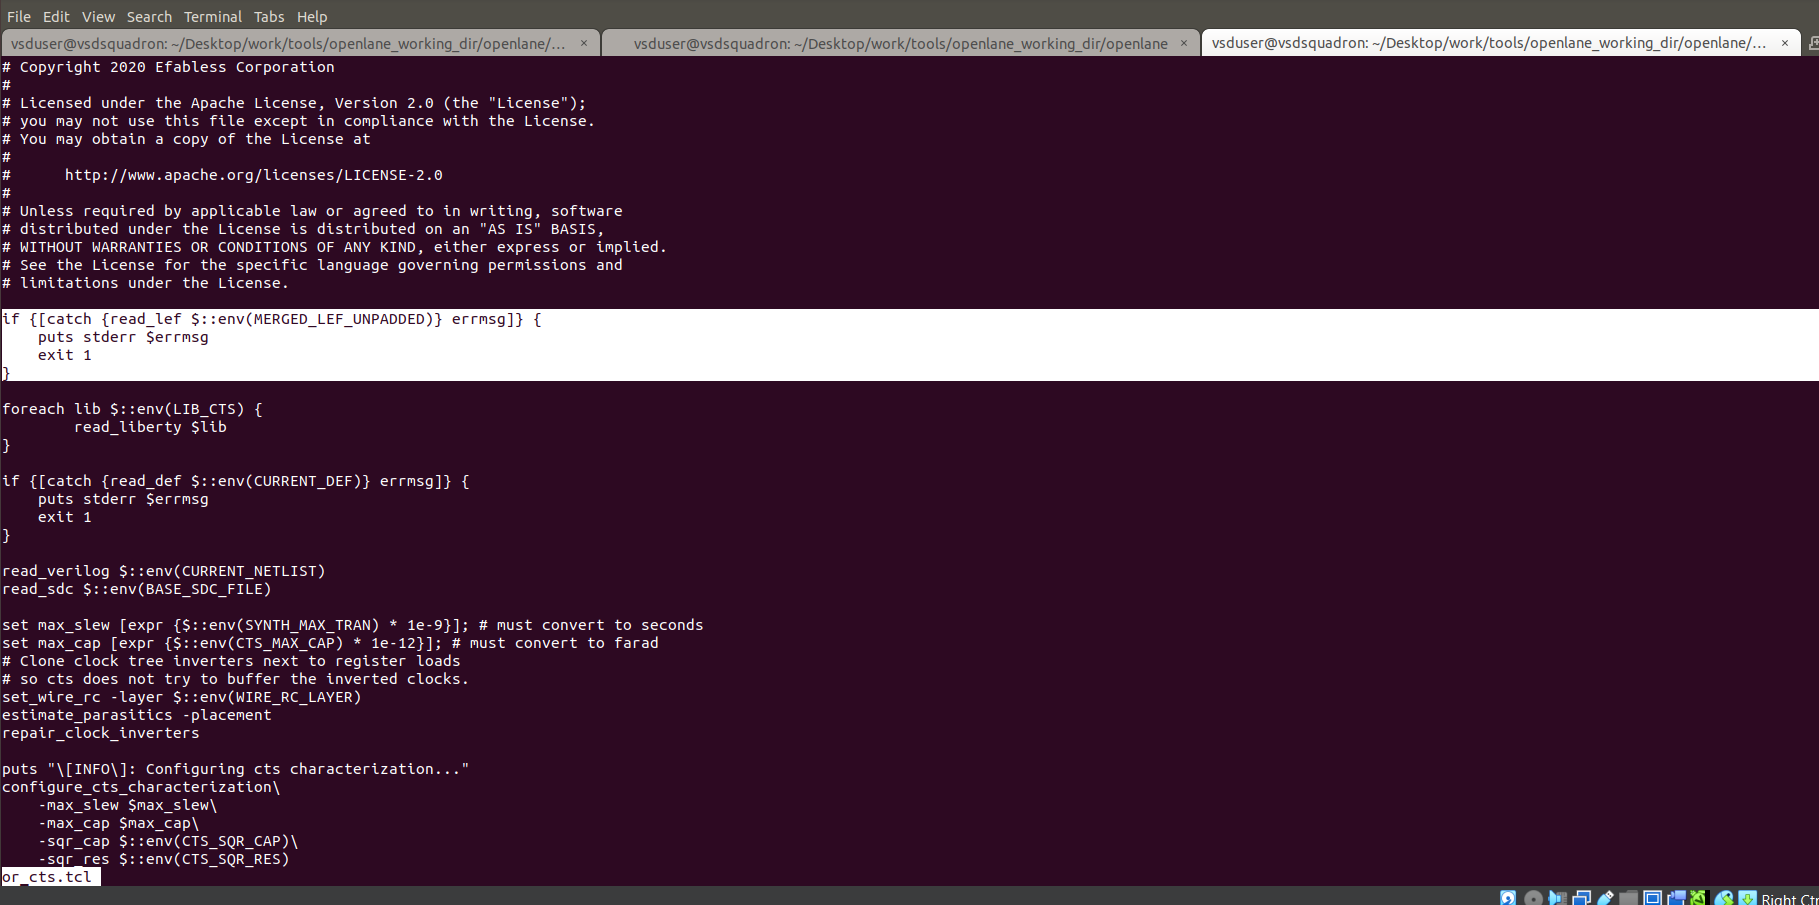 File Edit View Search Terminal Tabs Help
vsduser@vsdsquadron: ~/Desktop/work/tools/openlane_working_dir/openlane/... × vsduser@vsdsquadron: ~/Desktop/work/tools/openlane_working_dir/openlane × vsduser@vsdsquadron: ~/Desktop/work/tools/openlane_working_dir/openlane/... ×
# Copyright 2020 Efabless Corporation
#
# Licensed under the Apache License, Version 2.0 (the "License");
# you may not use this file except in compliance with the License.
# You may obtain a copy of the License at
#
#      http://www.apache.org/licenses/LICENSE-2.0
#
# Unless required by applicable law or agreed to in writing, software
# distributed under the License is distributed on an "AS IS" BASIS,
# WITHOUT WARRANTIES OR CONDITIONS OF ANY KIND, either express or implied.
# See the License for the specific language governing permissions and
# limitations under the License.
if {[catch {read_lef $::env(MERGED_LEF_UNPADDED)} errmsg]} {
    puts stderr $errmsg
    exit 1
}
foreach lib $::env(LIB_CTS) {
        read_liberty $lib
}
if {[catch {read_def $::env(CURRENT_DEF)} errmsg]} {
    puts stderr $errmsg
    exit 1
}
read_verilog $::env(CURRENT_NETLIST)
read_sdc $::env(BASE_SDC_FILE)
set max_slew [expr {$::env(SYNTH_MAX_TRAN) * 1e-9}]; # must convert to seconds
set max_cap [expr {$::env(CTS_MAX_CAP) * 1e-12}]; # must convert to farad
# Clone clock tree inverters next to register loads
# so cts does not try to buffer the inverted clocks.
set_wire_rc -layer $::env(WIRE_RC_LAYER)
estimate_parasitics -placement
repair_clock_inverters
puts "\[INFO\]: Configuring cts characterization..."
configure_cts_characterization\
    -max_slew $max_slew\
    -max_cap $max_cap\
    -sqr_cap $::env(CTS_SQR_CAP)\
    -sqr_res $::env(CTS_SQR_RES)
or_cts.tcl
Right Ct